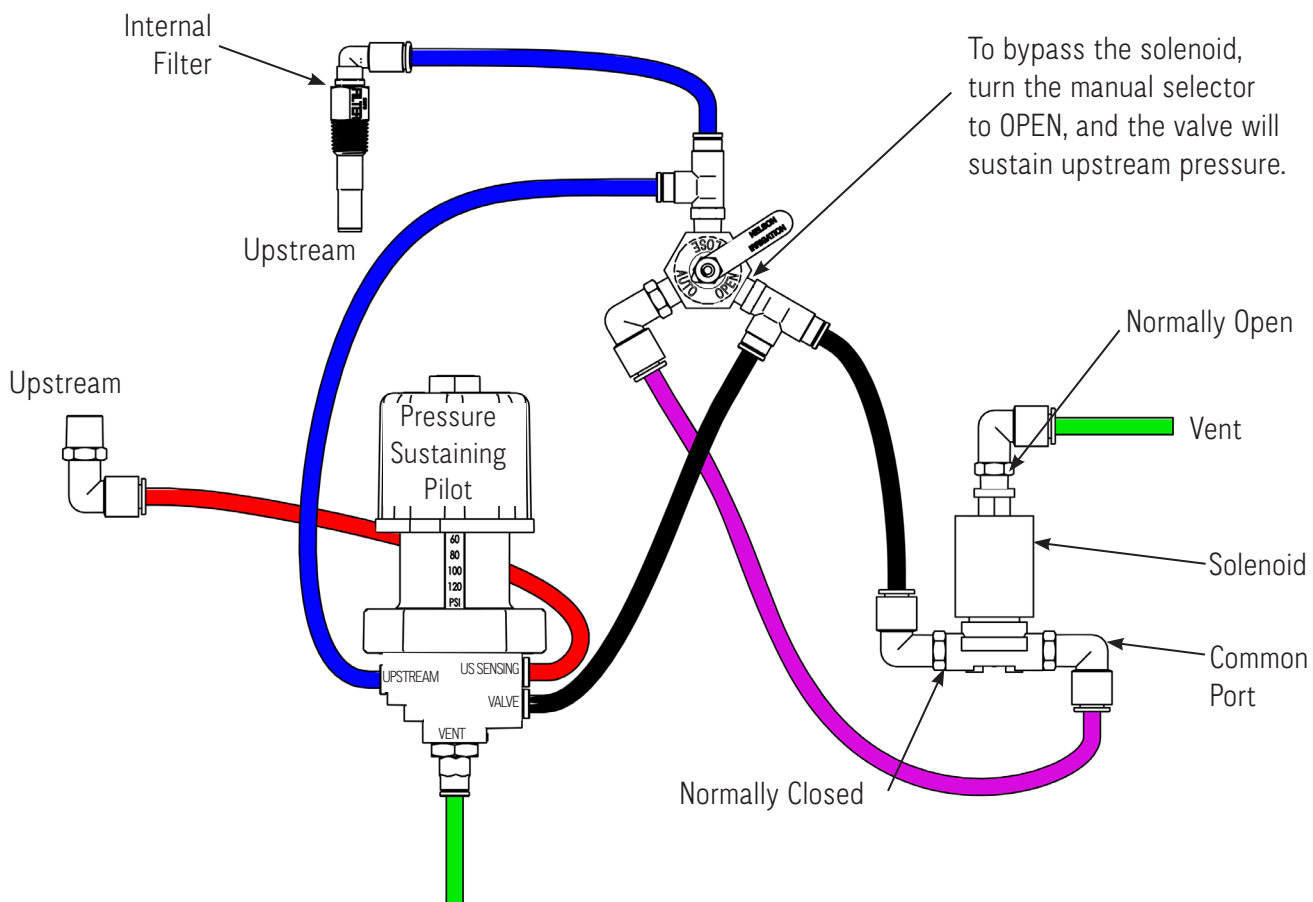 Internal
Filter
To bypass the solenoid,
turn the manual selector
to OPEN, and the valve will
sustain upstream pressure.
FILTER
Upstream
NELSON
IRRIGATION
CLOSE
AUTO
OPEN
Normally Open
Upstream
Vent
Pressure
Sustaining
Pilot
60
80
100
120
PSI
Solenoid
US SENSING
UPSTREAM
VALVE
VENT
Common
Port
Normally Closed